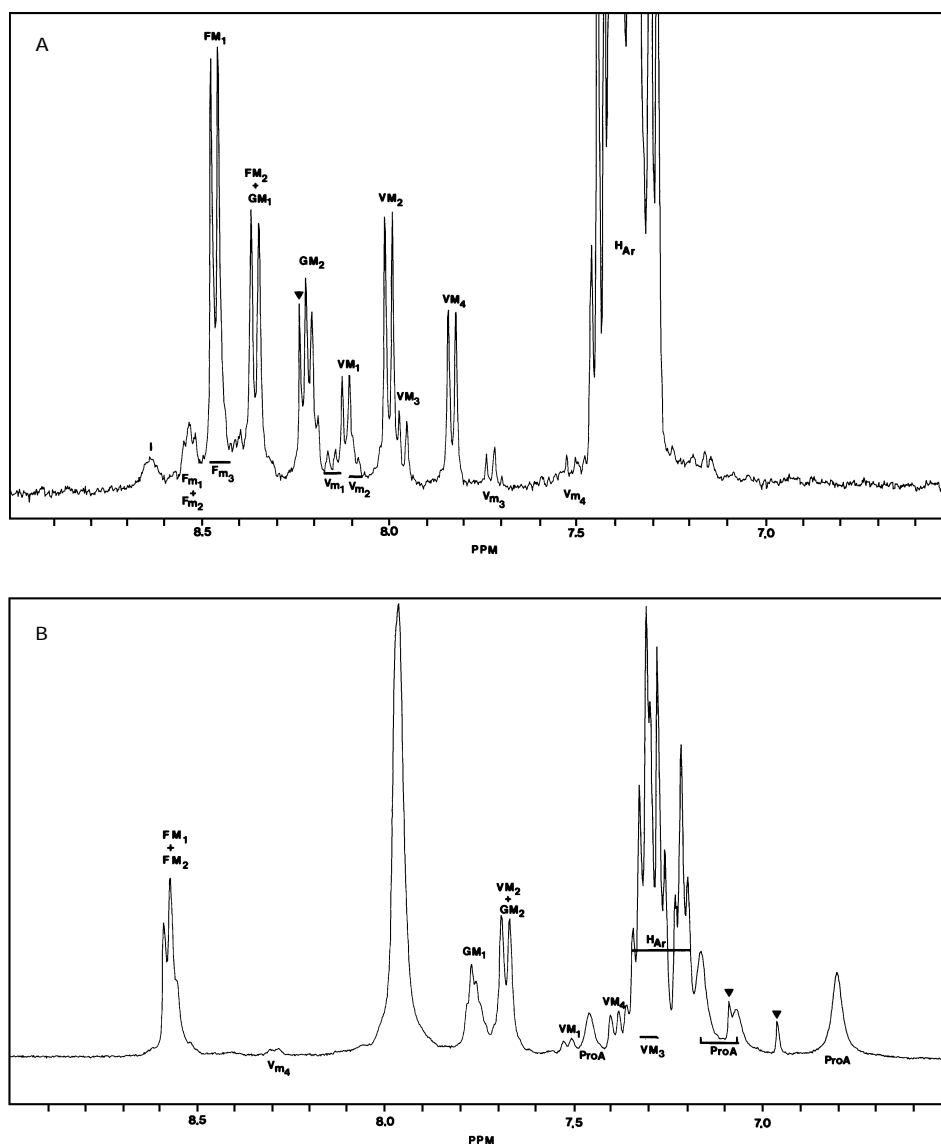 A
FM1
FM2
+
GM1
GM2
VM1
VM2
VM3
VM4
HAr
I
Fm1
+
Fm2
Fm3
Vm1
Vm2
Vm3
Vm4
8.5
8.0
7.5
7.0
PPM
B
FM1
+
FM2
Vm4
GM1
VM2
+
GM2
VM1
ProA
VM4
HAr
VM3
ProA
ProA
8.5
8.0
7.5
7.0
PPM